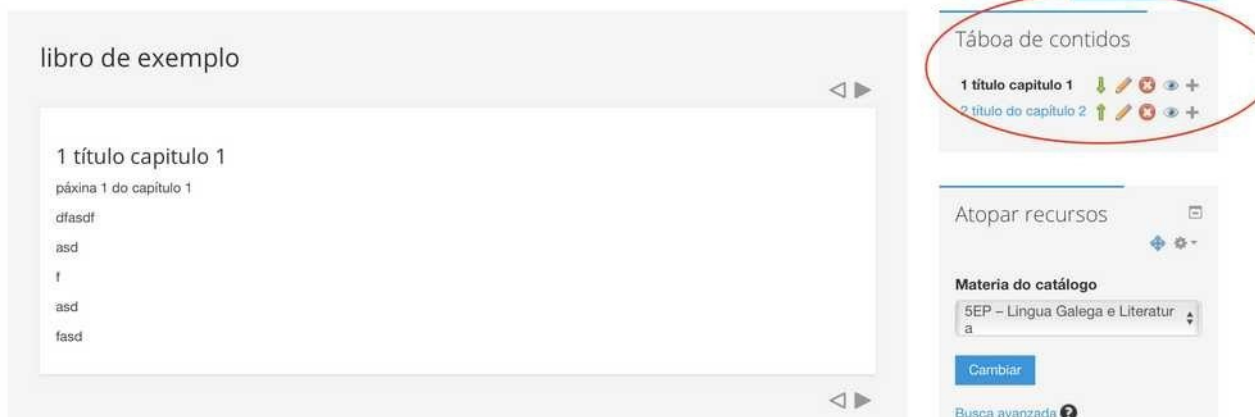 libro de exemplo
1 título capitulo 1
páxina 1 do capítulo 1
dfasdf
asd
f
asd
fasd
Táboa de contidos
1 título capitulo 1
2 título do capítulo 2
Atopar recursos
Materia do catálogo
5EP – Lingua Galega e Literatur
a
Cambiar
Busca avanzada